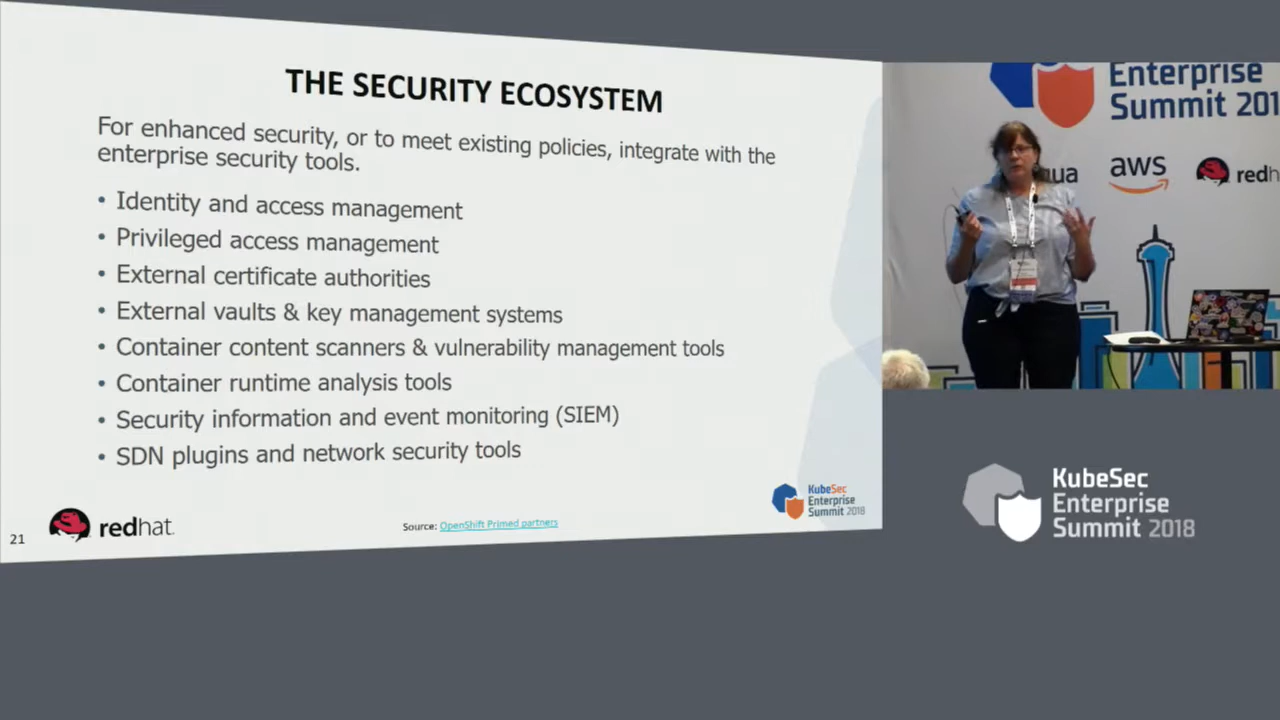 THE SECURITY ECOSYSTEM
For enhanced security, or to meet existing policies, integrate with the
enterprise security tools.
• Identity and access management
• Privileged access management
• External certificate authorities
• External vaults & key management systems
• Container content scanners & vulnerability management tools
• Container runtime analysis tools
• Security information and event monitoring (SIEM)
• SDN plugins and network security tools
21
redhat.
Source: OpenShift Primed partners
KubeSec
Enterprise
Summit 2018
Enterprise
Summit 201
ua
aws
redh
KubeSec
Enterprise
Summit 2018